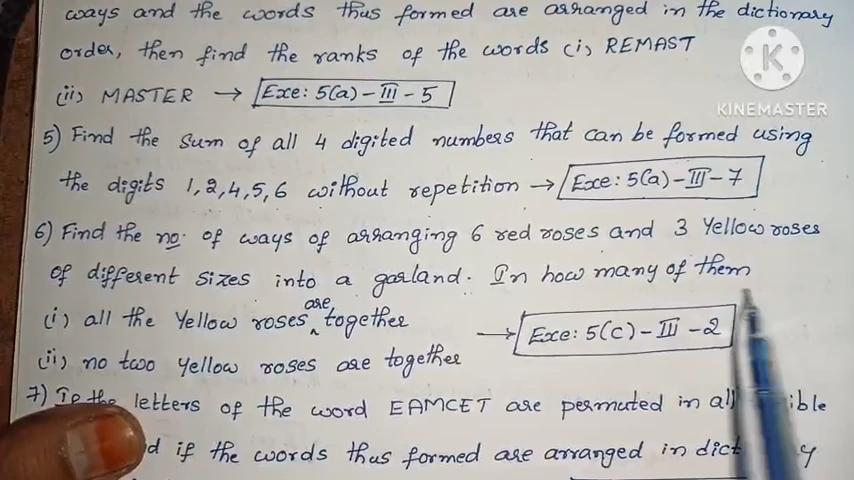 ways and the words thus formed are arranged in the dictionary
order, then find the ranks of the words (i) REMAST
(ii) MASTER → Exe: 5(a) - III - 5
5) Find the sum of all 4 digited numbers that can be formed using
the digits 1,2,4,5,6 without repetition → Exe: 5(a) - III - 7
6) Find the no. of ways of arranging 6 red roses and 3 Yellow roses
of different sizes into a garland. In how many of them
(i) all the Yellow roses are together
(ii) no two yellow roses are together → Exe: 5(c) - III - 2
7) letters of the word EAMCET are permuted in all
if the words thus formed are arranged in
KINEMASTER